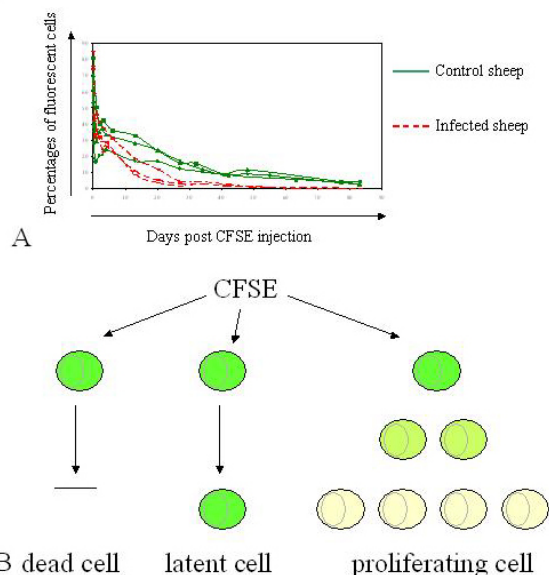 Percentages of fluorescent cells
Control sheep
Infected sheep
Days post CFSE injection
A
CFSE
B dead cell latent cell proliferating cell